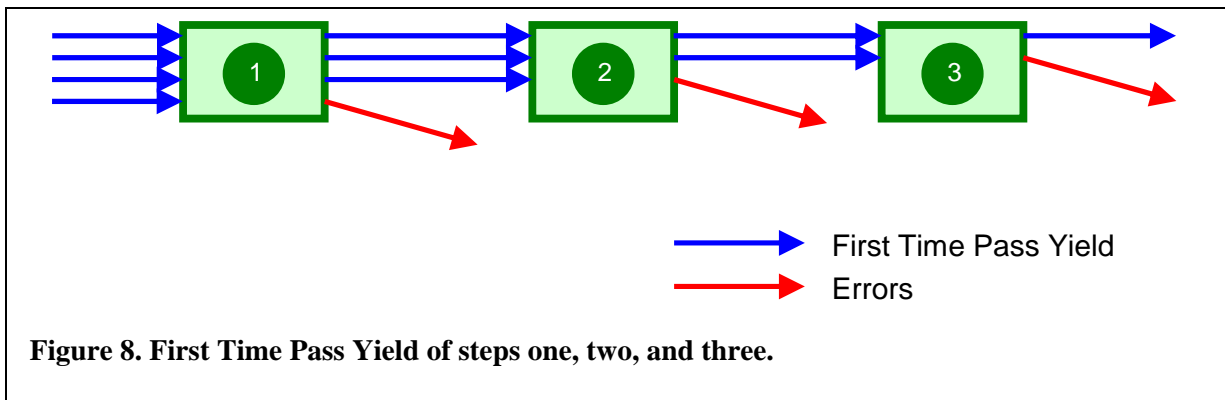 1 2 3
First Time Pass Yield
Errors
Figure 8. First Time Pass Yield of steps one, two, and three.